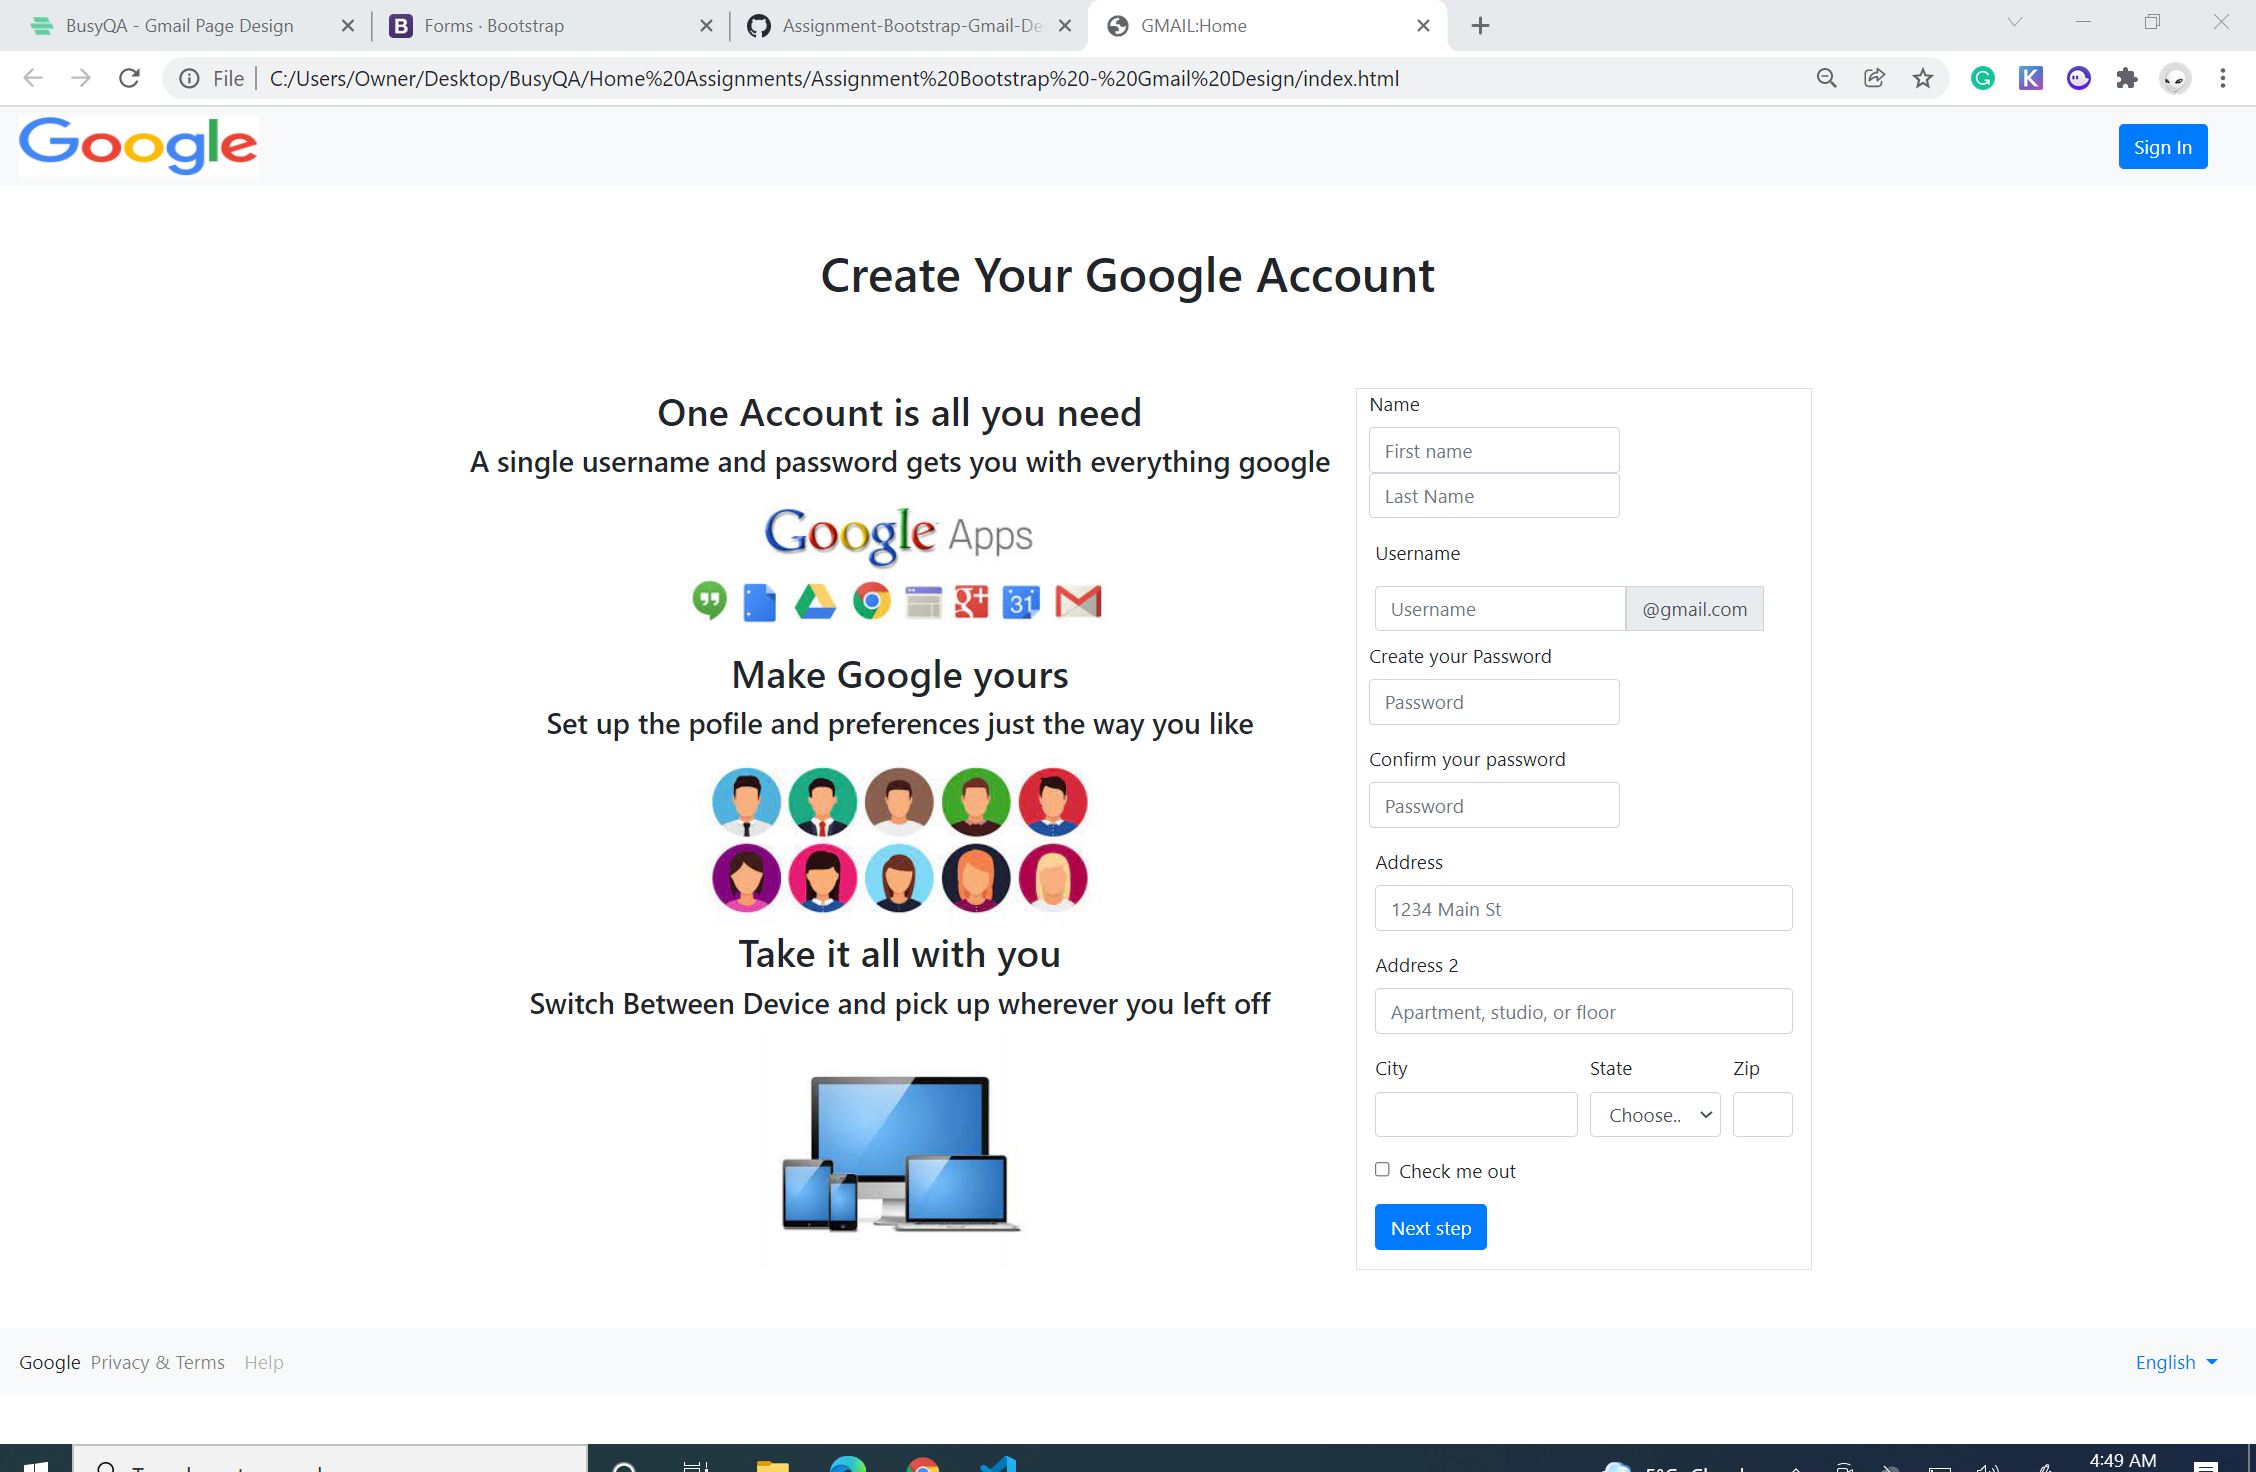 BusyQA - Gmail Page Design
Forms · Bootstrap
Assignment-Bootstrap-Gmail-De
GMAIL:Home
File
C:/Users/Owner/Desktop/BusyQA/Home%20Assignments/Assignment%20Bootstrap%20-%20Gmail%20Design/index.html
Google
Sign In
Create Your Google Account
One Account is all you need
A single username and password gets you with everything google
Google Apps
31
Make Google yours
Set up the pofile and preferences just the way you like
Take it all with you
Switch Between Device and pick up wherever you left off
Name
First name
Last Name
Username
Username @gmail.com
Create your Password
Password
Confirm your password
Password
Address
1234 Main St
Address 2
Apartment, studio, or floor
City State Zip
Choose..
Check me out
Next step
Google Privacy & Terms Help
English
4:49 AM